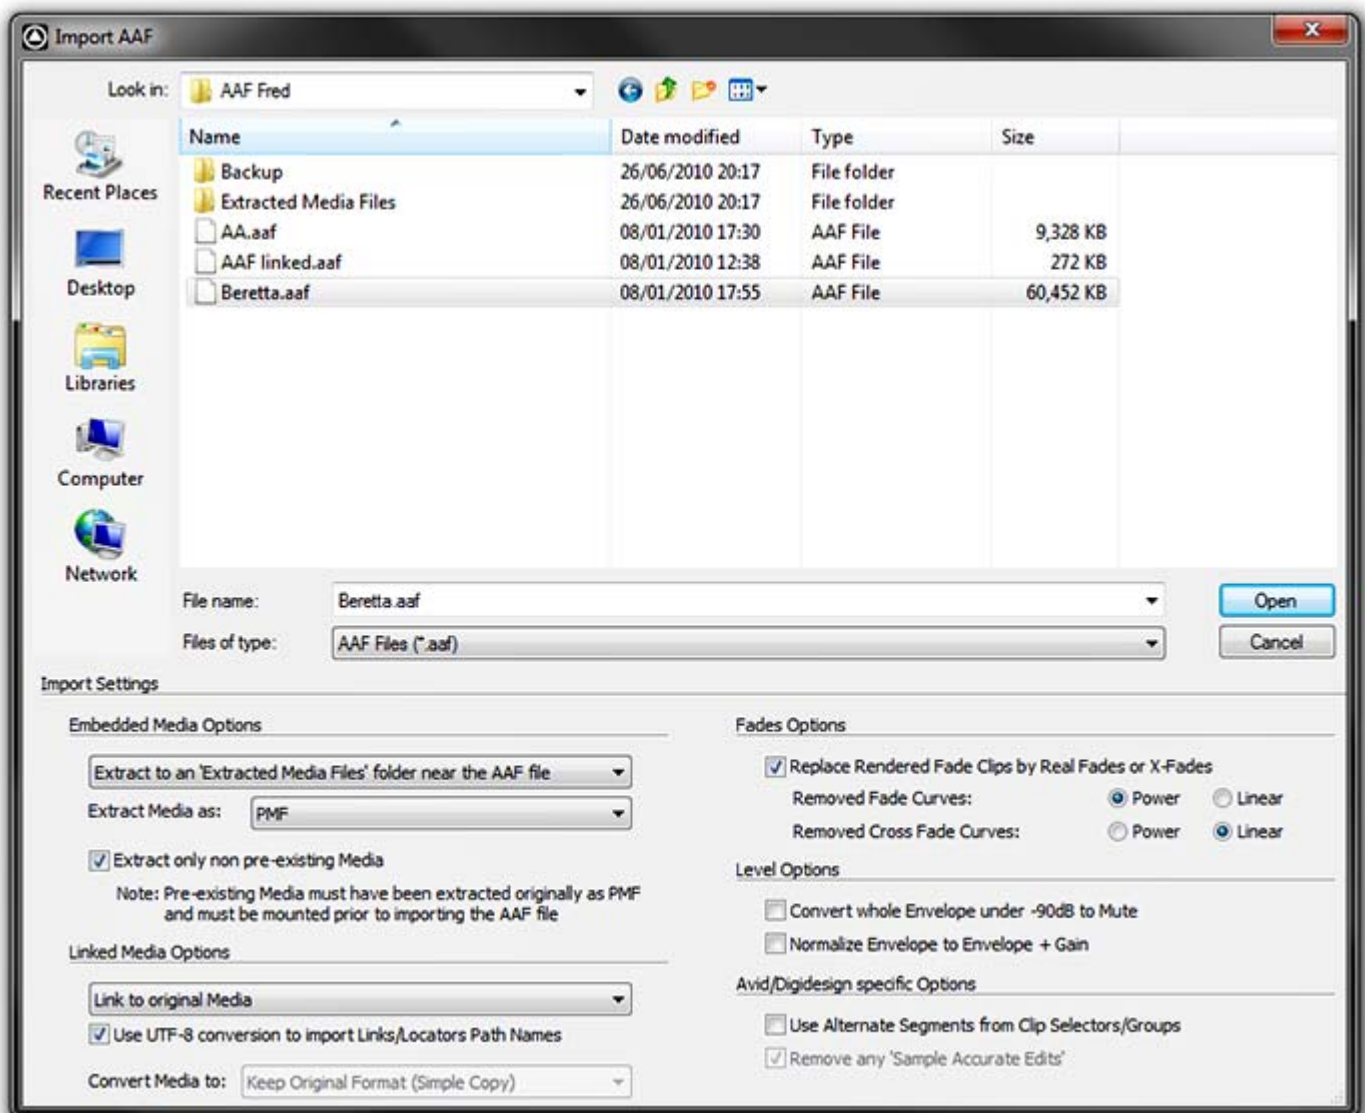 Import AAF
Look in: AAF Fred
Name Date modified Type Size
Backup 26/06/2010 20:17 File folder
Extracted Media Files 26/06/2010 20:17 File folder
AA.aaf 08/01/2010 17:30 AAF File 9,328 KB
AAF linked.aaf 08/01/2010 12:38 AAF File 272 KB
Beretta.aaf 08/01/2010 17:55 AAF File 60,452 KB
Recent Places
Desktop
Libraries
Computer
Network
File name: Beretta.aaf Open
Files of type: AAF Files (*.aaf) Cancel
Import Settings
Embedded Media Options
Extract to an 'Extracted Media Files' folder near the AAF file
Extract Media as: PMF
Extract only non pre-existing Media
Note: Pre-existing Media must have been extracted originally as PMF
and must be mounted prior to importing the AAF file
Linked Media Options
Link to original Media
Use UTF-8 conversion to import Links/Locators Path Names
Convert Media to: Keep Original Format (Simple Copy)
Fades Options
Replace Rendered Fade Clips by Real Fades or X-Fades
Removed Fade Curves: Power Linear
Removed Cross Fade Curves: Power Linear
Level Options
Convert whole Envelope under -90dB to Mute
Normalize Envelope to Envelope + Gain
Avid/Digidesign specific Options
Use Alternate Segments from Clip Selectors/Groups
Remove any 'Sample Accurate Edits'